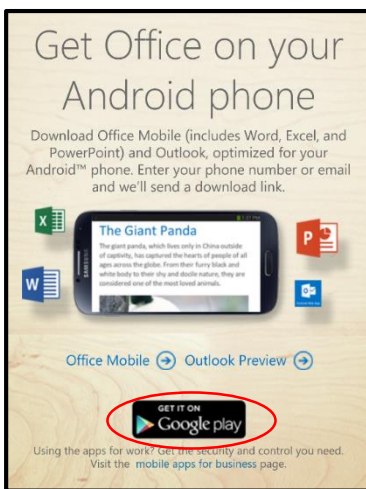 Get Office on your
Android phone
Download Office Mobile (includes Word, Excel, and
PowerPoint) and Outlook, optimized for your
Android™ phone. Enter your phone number or email
and we'll send a download link.
The Giant Panda
The giant panda, which lives only in China outside
of captivity, has captured the hearts of people of all
ages across the globe. From their furry black and
white body to their shy and docile nature, they are
considered one of the most loved animals.
SAMSUNG
X
P
W
Office Mobile
Outlook Preview
GET IT ON
Google play
Using the apps for work? Get the security and control you need.
Visit the mobile apps for business page.